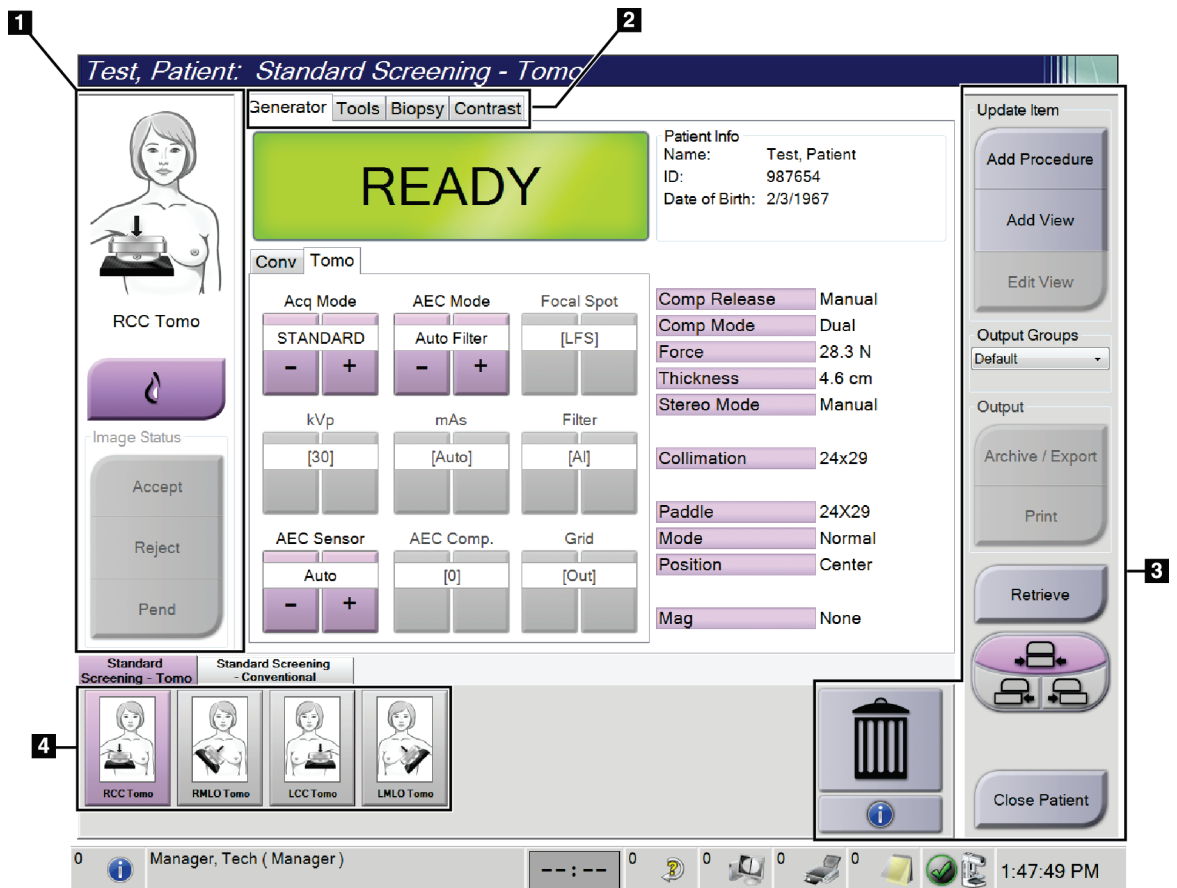 1
2
Test, Patient: Standard Screening - Tomo
Generator Tools Biopsy Contrast
READY
Patient Info
Name: Test, Patient
ID: 987654
Date of Birth: 2/3/1967
RCC Tomo
Image Status
Accept
Reject
Pend
Conv Tomo
Acq Mode AEC Mode Focal Spot
STANDARD Auto Filter [LFS]
- + - +
kVp mAs Filter
[30] [Auto] [Al]
AEC Sensor AEC Comp. Grid
Auto [0] [Out]
- +
Comp Release Manual
Comp Mode Dual
Force 28.3 N
Thickness 4.6 cm
Stereo Mode Manual
Collimation 24x29
Paddle 24X29
Mode Normal
Position Center
Mag None
Update Item
Add Procedure
Add View
Edit View
Output Groups
Default
Output
Archive / Export
Print
3
Retrieve
Close Patient
Standard
Screening - Tomo
Standard Screening
- Conventional
4
RCC Tomo RMLO Tomo LCC Tomo LMLO Tomo
0 i Manager, Tech ( Manager ) --:-- 0 ? 0 0 0 1:47:49 PM
i